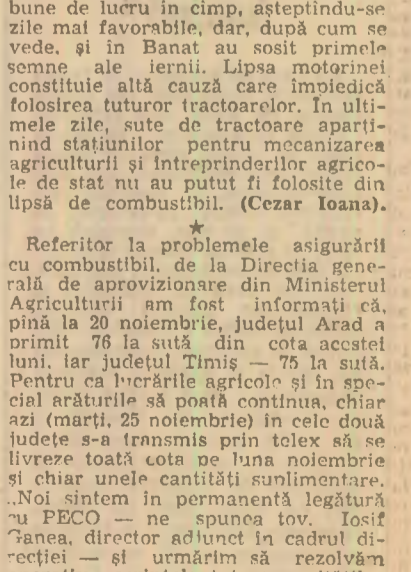 bune de lucru în cîmp, așteptîndu-se
zile mai favorabile, dar, după cum se
vede, și în Banat au sosit primele
semne ale iernii. Lipsa motorinei
constituie altă cauză care împiedică
folosirea tuturor tractoarelor. În ulti-
mele zile, sute de tractoare aparți-
nînd stațiunilor pentru mecanizarea
agriculturii și întreprinderilor agrico-
le de stat nu au putut fi folosite din
lipsă de combustibil. (Cezar Ioana).
★
Referitor la problemele asigurării
cu combustibil, de la Direcția gene-
rală de aprovizionare din Ministerul
Agriculturii am fost informați că,
pînă la 20 noiembrie, județul Arad a
primit 76 la sută din cota acestei
luni, iar județul Timiș — 75 la sută.
Pentru ca lucrările agricole și în spe-
cial arăturile să poată continua, chiar
azi (marți, 25 noiembrie) în cele două
județe s-a transmis prin telex să se
livreze toată cota pe luna noiembrie
și chiar unele cantități suplimentare.
„Noi sîntem în permanentă legătură
cu PECO — ne spunea tov. Iosif
Ganea, director adjunct în cadrul di-
recției — și urmărim să rezolvăm